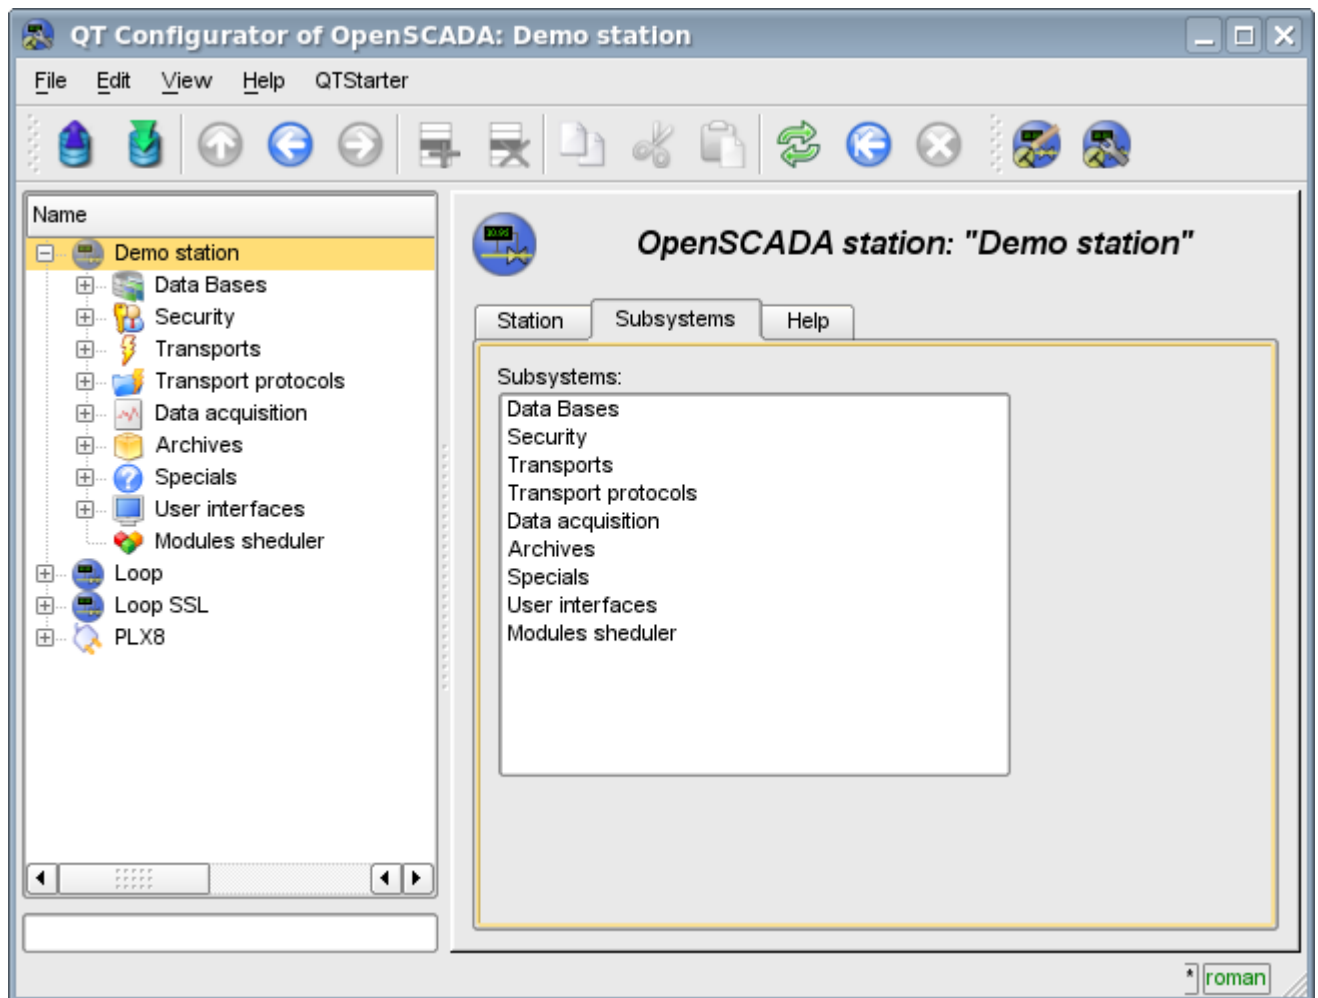 QT Configurator of OpenSCADA: Demo station
File Edit View Help QTStarter
Name
Demo station
Data Bases
Security
Transports
Transport protocols
Data acquisition
Archives
Specials
User interfaces
Modules sheduler
Loop
Loop SSL
PLX8
OpenSCADA station: "Demo station"
Station Subsystems Help
Subsystems:
Data Bases
Security
Transports
Transport protocols
Data acquisition
Archives
Specials
User interfaces
Modules sheduler
* roman